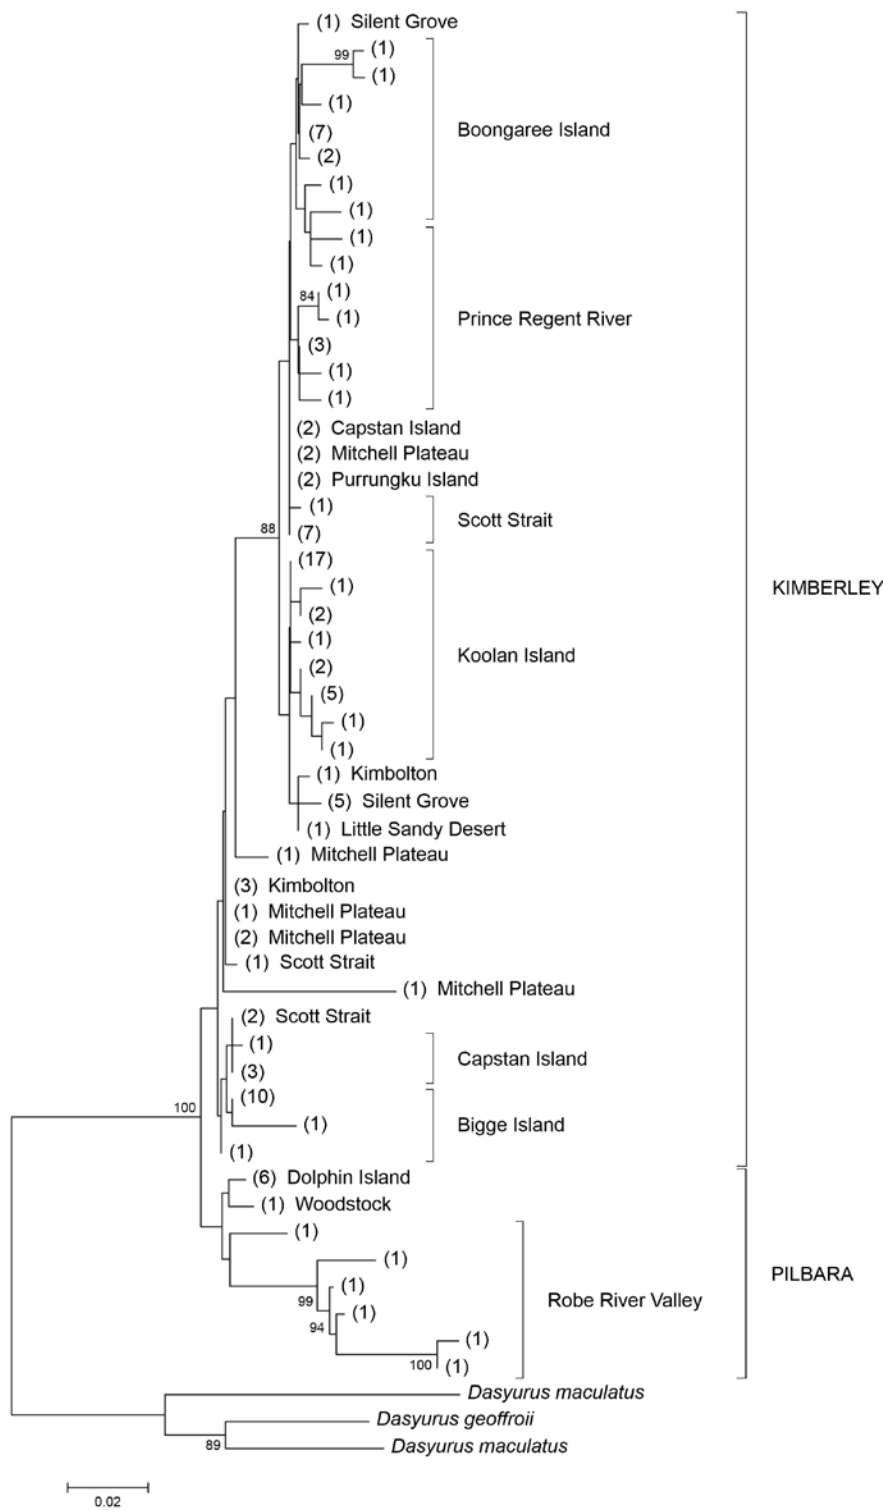 (1) Silent Grove
99
(1)
(1)
(1)
Boongaree Island
(7)
(2)
(1)
(1)
(1)
(1)
84
(1)
(1)
Prince Regent River
(3)
(1)
(1)
(2) Capstan Island
(2) Mitchell Plateau
(2) Purrungku Island
(1)
Scott Strait
88
(7)
(17)
(1)
KIMBERLEY
(2)
(1)
Koolan Island
(2)
(5)
(1)
(1)
(1) Kimbolton
(5) Silent Grove
(1) Little Sandy Desert
(1) Mitchell Plateau
(3) Kimbolton
(1) Mitchell Plateau
(2) Mitchell Plateau
(1) Scott Strait
(1) Mitchell Plateau
(2) Scott Strait
(1)
Capstan Island
(3)
(10)
100
(1)
Bigge Island
(1)
(6) Dolphin Island
(1) Woodstock
(1)
(1)
PILBARA
(1)
99
Robe River Valley
(1)
94
(1)
100
(1)
Dasyurus maculatus
Dasyurus geoffroii
89
Dasyurus maculatus
0.02